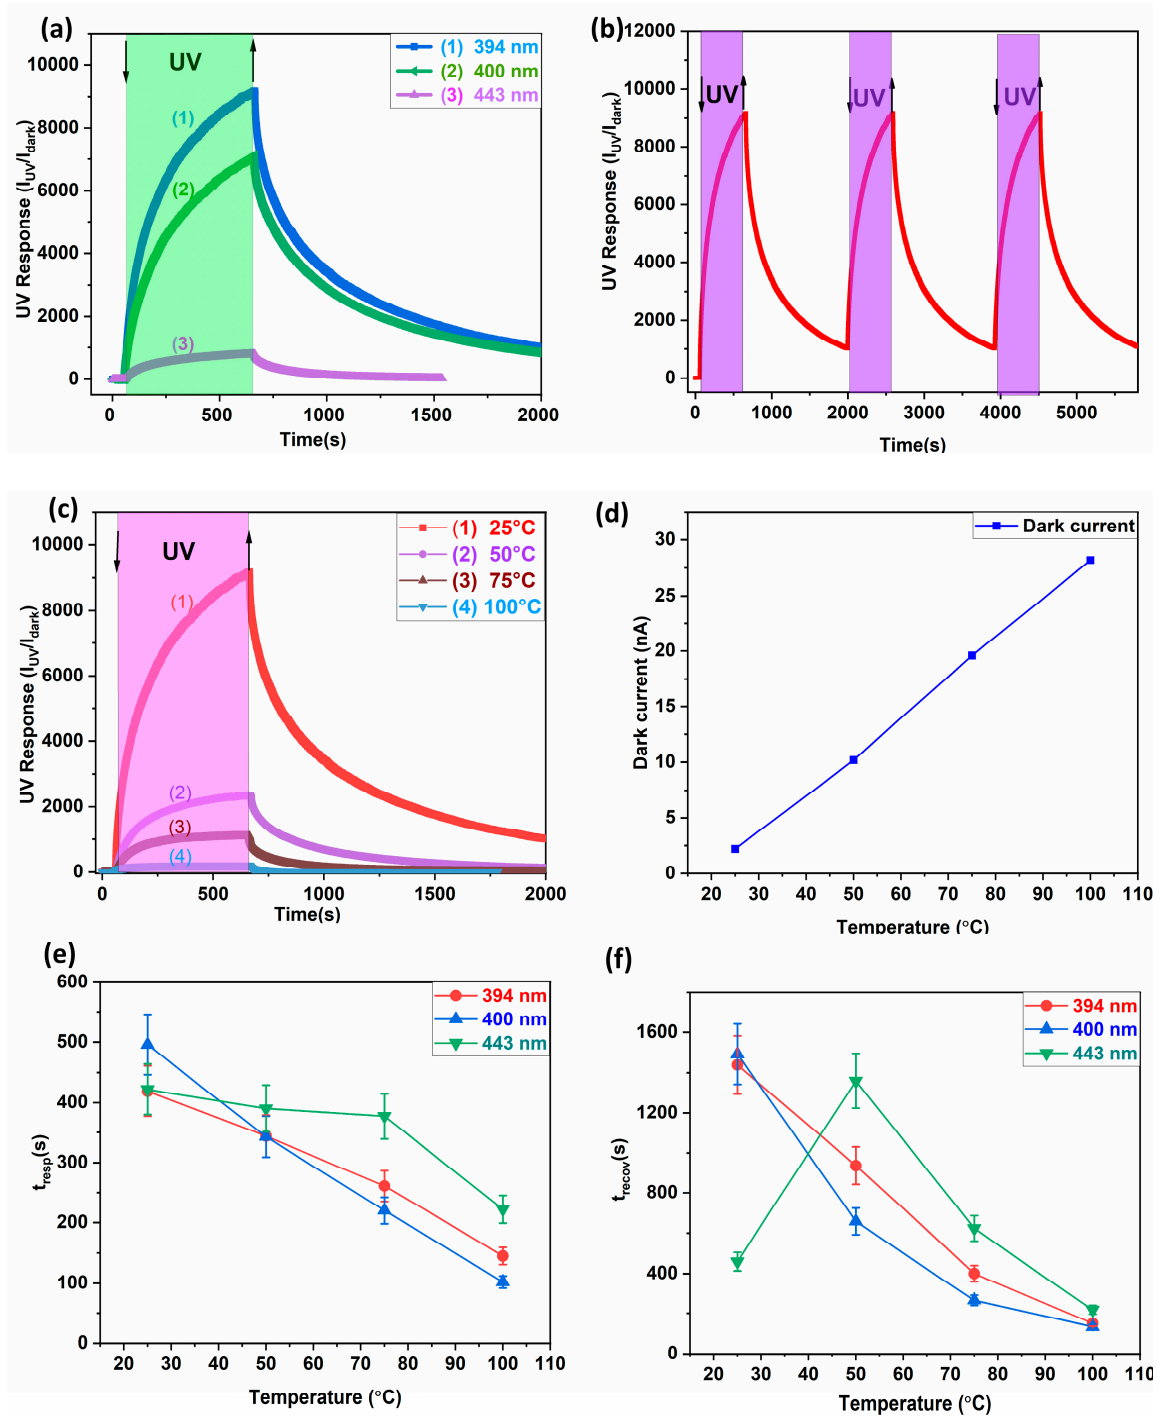 (a)
UV
(1) 394 nm
(2) 400 nm
(3) 443 nm
(1)
(2)
(3)
10000
8000
6000
4000
2000
0
UV Response (IUV/Idark)
0 500 1000 1500 2000
Time(s)
(b)
UV UV UV
12000
10000
8000
6000
4000
2000
0
UV Response (IUV/Idark)
0 1000 2000 3000 4000 5000
Time(s)
(c)
UV
(1) 25°C
(2) 50°C
(3) 75°C
(4) 100°C
(1)
(2)
(3)
(4)
10000
8000
6000
4000
2000
0
UV Response (IUV/Idark)
0 500 1000 1500 2000
Time(s)
(d)
Dark current
30
25
20
15
10
5
0
Dark current (nA)
20 30 40 50 60 70 80 90 100 110
Temperature (°C)
(e)
394 nm
400 nm
443 nm
600
500
400
300
200
100
0
tresp(s)
20 30 40 50 60 70 80 90 100 110
Temperature (°C)
(f)
394 nm
400 nm
443 nm
1600
1200
800
400
0
trecov(s)
20 30 40 50 60 70 80 90 100 110
Temperature (°C)